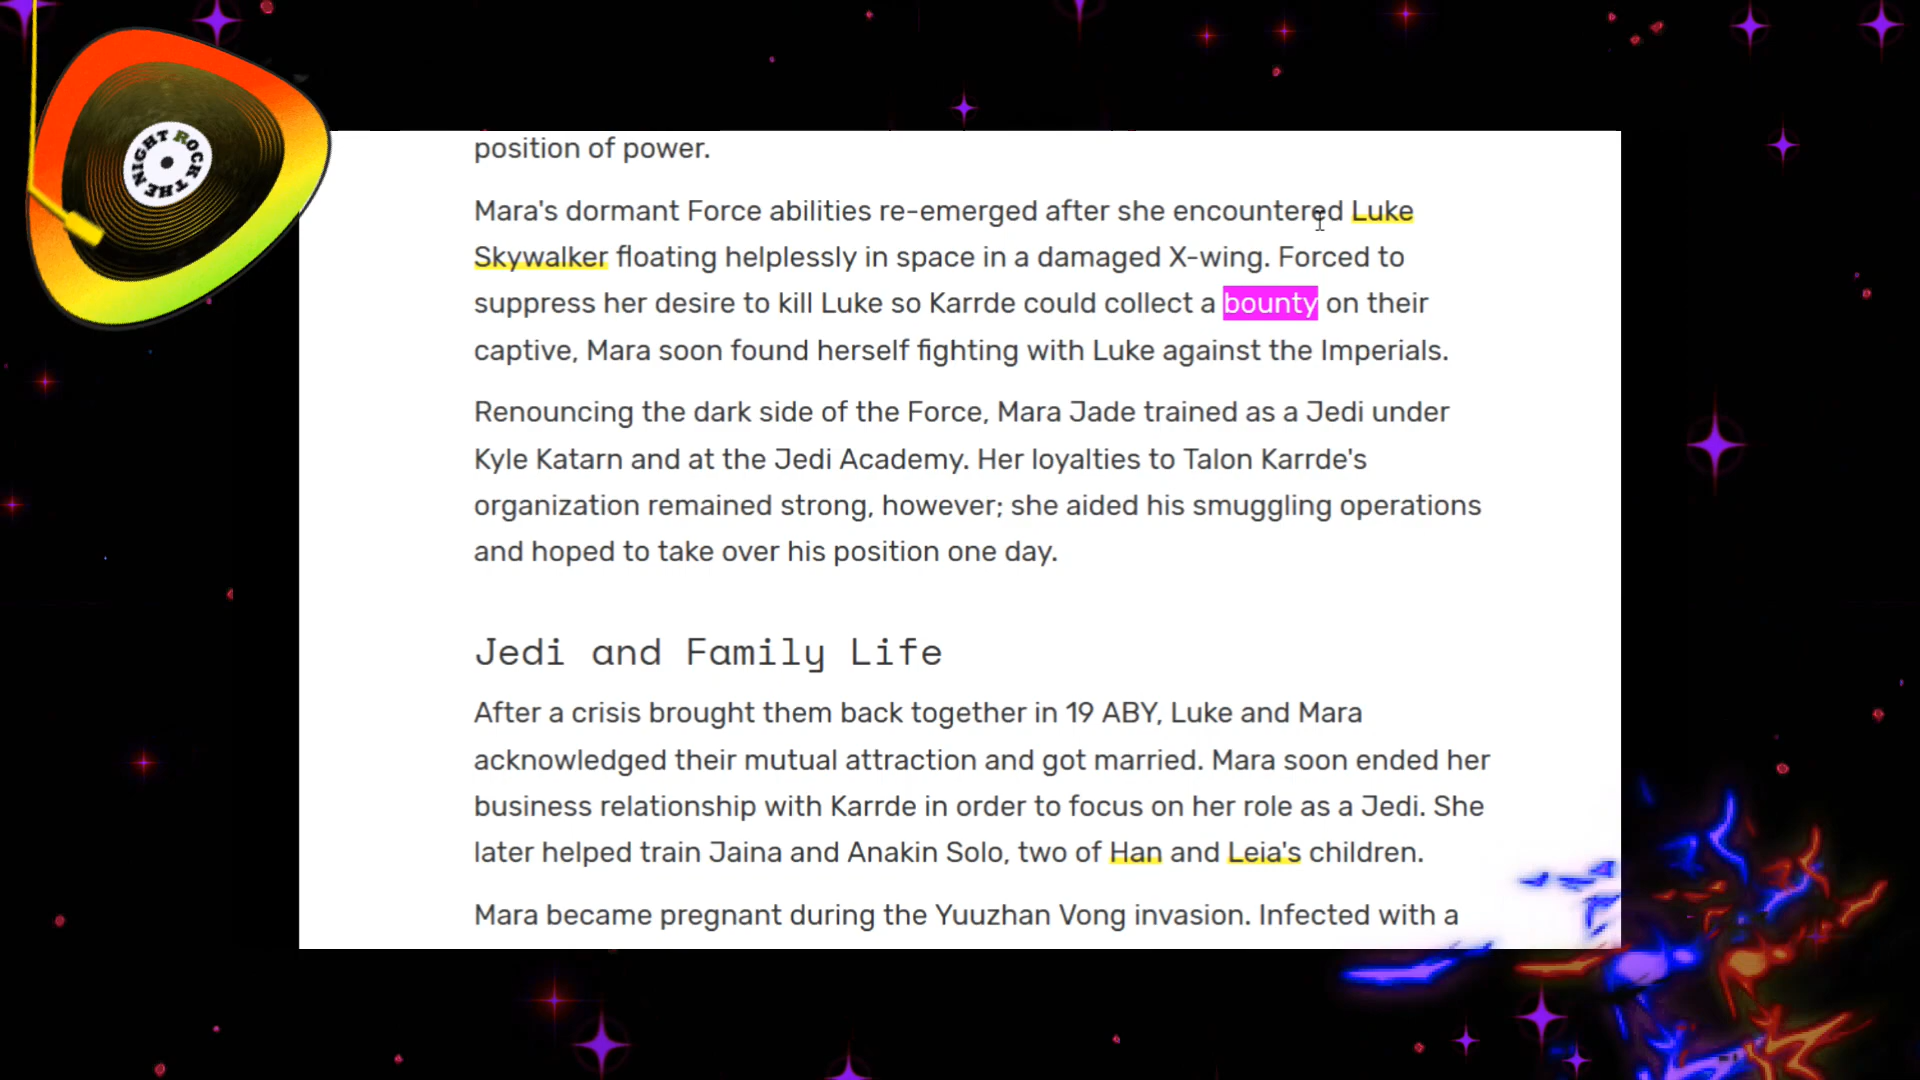 ROCK THE NIGHT
position of power.
Mara's dormant Force abilities re-emerged after she encountered Luke
Skywalker floating helplessly in space in a damaged X-wing. Forced to
suppress her desire to kill Luke so Karrde could collect a bounty on their
captive, Mara soon found herself fighting with Luke against the Imperials.
Renouncing the dark side of the Force, Mara Jade trained as a Jedi under
Kyle Katarn and at the Jedi Academy. Her loyalties to Talon Karrde's
organization remained strong, however; she aided his smuggling operations
and hoped to take over his position one day.
Jedi and Family Life
After a crisis brought them back together in 19 ABY, Luke and Mara
acknowledged their mutual attraction and got married. Mara soon ended her
business relationship with Karrde in order to focus on her role as a Jedi. She
later helped train Jaina and Anakin Solo, two of Han and Leia's children.
Mara became pregnant during the Yuuzhan Vong invasion. Infected with a